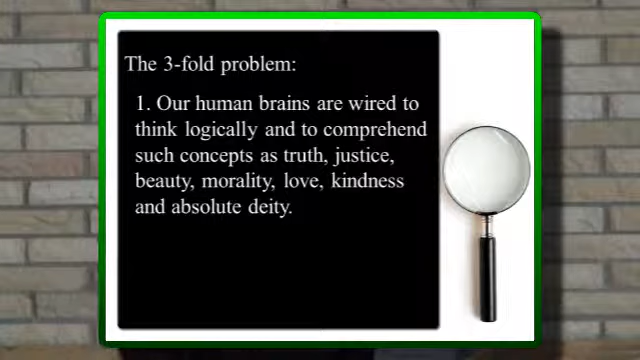 The 3-fold problem:
1. Our human brains are wired to
think logically and to comprehend
such concepts as truth, justice,
beauty, morality, love, kindness
and absolute deity.